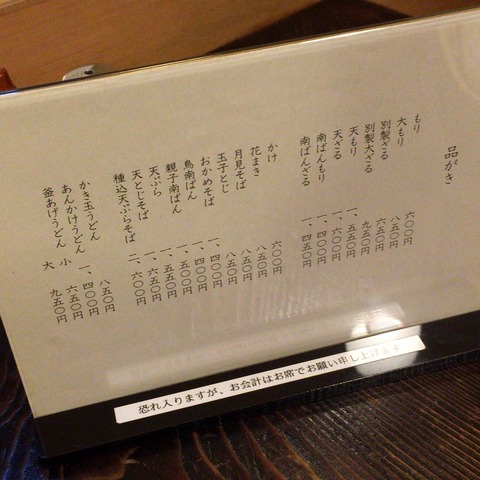 品がき
もり 六〇〇円
大もり 八五〇円
別製ざる 六五〇円
別製大ざる 九五〇円
天もり 一、五五〇円
天ざる 一、六〇〇円
南ばんもり 一、四〇〇円
南ばんざる 一、四五〇円
かけ 六〇〇円
花まき 八五〇円
月見そば 八五〇円
玉子とじ 八五〇円
おかめそば 一、四〇〇円
鳥南ばん 一、四〇〇円
親子南ばん 一、五五〇円
天ぷら 一、五五〇円
天とじそば 一、六五〇円
種込天ぷらそば 二、六〇〇円
かき玉うどん 八五〇円
あんかけうどん 一、四〇〇円
釜あげうどん 小 六五〇円
大 九五〇円
恐れ入りますが、お会計はお席でお願い申し上げます